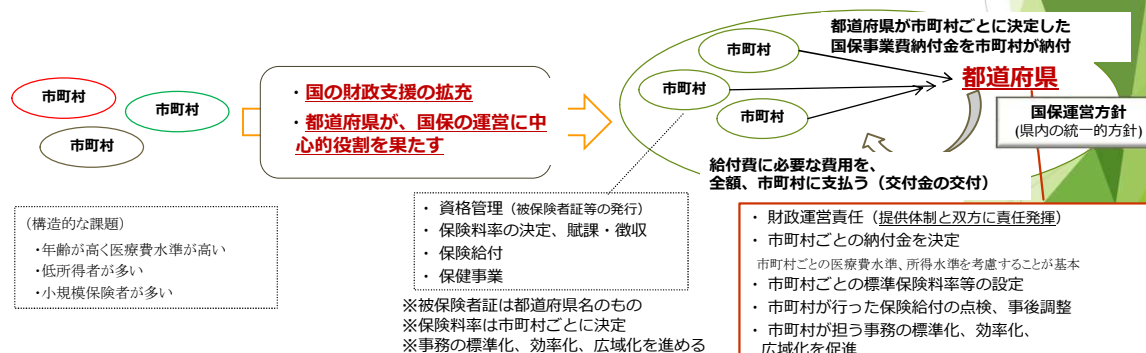 市町村
市町村
市町村
・国の財政支援の拡充
・都道府県が、国保の運営に中
心的役割を果たす
都道府県が市町村ごとに決定した
国保事業費納付金を市町村が納付
市町村
市町村
市町村
都道府県
国保運営方針
(県内の統一的方針)
給付費に必要な費用を、
全額、市町村に支払う（交付金の交付）
（構造的な課題）
・年齢が高く医療費水準が高い
・低所得者が多い
・小規模保険者が多い
・ 資格管理（被保険者証等の発行）
・ 保険料率の決定、賦課・徴収
・ 保険給付
・ 保健事業
※被保険者証は都道府県名のもの
※保険料率は市町村ごとに決定
※事務の標準化、効率化、広域化を進める
・ 財政運営責任（提供体制と双方に責任発揮）
・ 市町村ごとの納付金を決定
市町村ごとの医療費水準、所得水準を考慮することが基本
・ 市町村ごとの標準保険料率等の設定
・ 市町村が行った保険給付の点検、事後調整
・ 市町村が担う事務の標準化、効率化、
広域化を促進